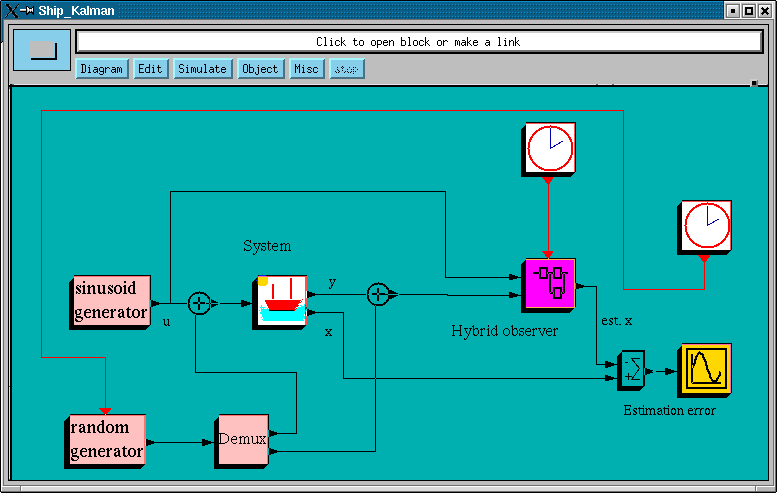 Ship_Kalman
Click to open block or make a link
Diagram Edit Simulate Object Misc stop
System
sinusoid
generator
u
y
x
Hybrid observer
est. x
- Σ
+
Estimation error
random
generator
Demux